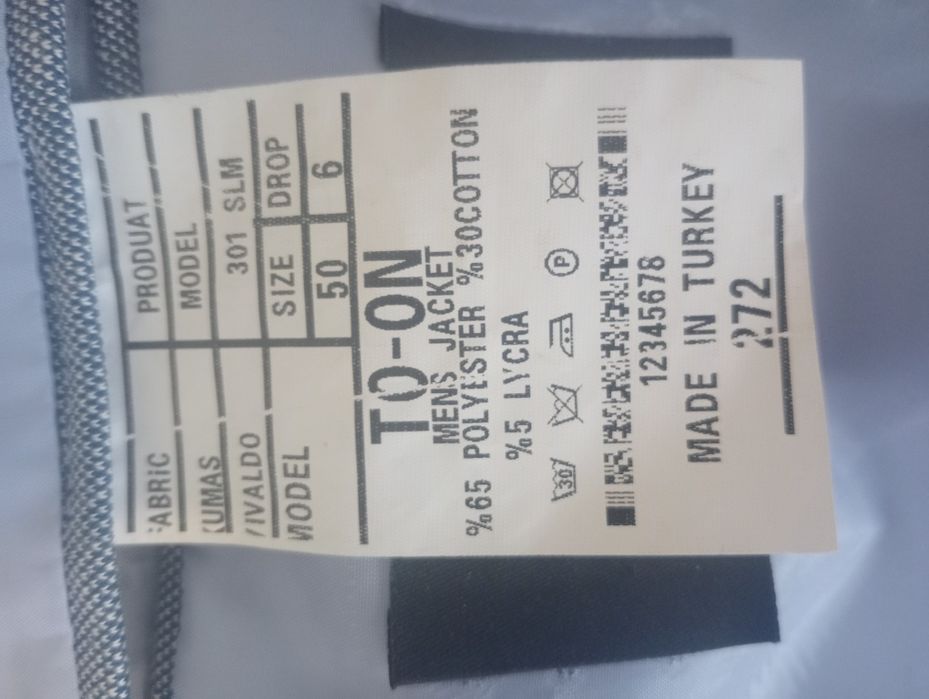 FABRiC PRODUAT
KUMAS MODEL
VIVALDO 301 SLM
MODEL SIZE DROP
50 6
TO-ON
MENS JACKET
%65 POLYESTER %30COTTON
%5 LYCRA
30 P
12345678
MADE IN TURKEY
272